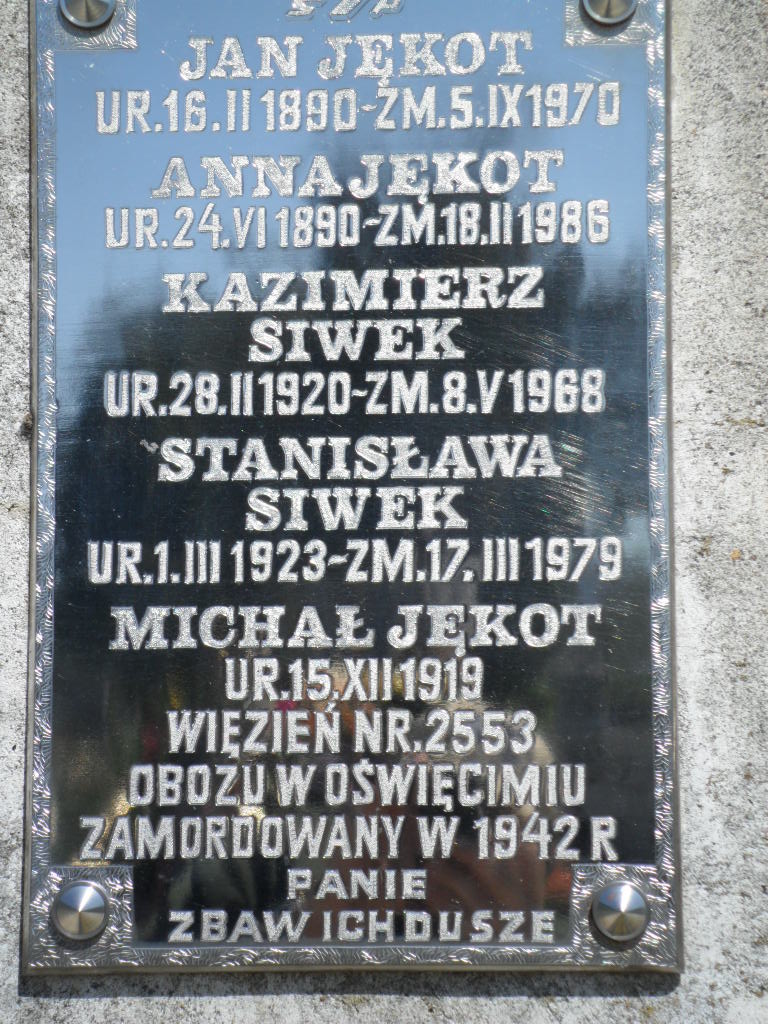 JAN JĘKOT
UR.16.II 1890-ZM.5.IX1970
ANNA JĘKOT
UR.24.VI 1890-ZM.18.II 1986
KAZIMIERZ
SIWEK
UR.28.II 1920-ZM.8.V 1968
STANISŁAWA
SIWEK
UR.1.III 1923-ZM.17.III 1979
MICHAŁ JĘKOT
UR.15.XII 1919
WIĘZIEŃ NR.2553
OBOZU W OŚWIĘCIMIU
ZAMORDOWANY W 1942 R
PANIE
ZBAW ICH DUSZE